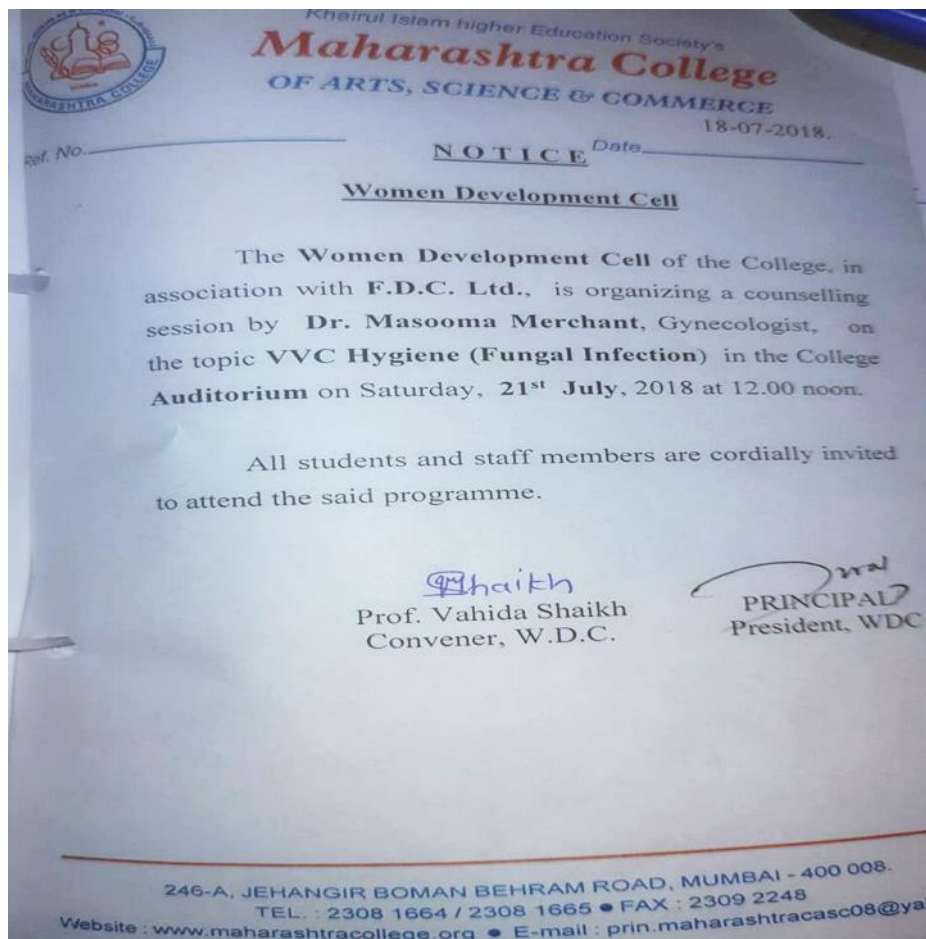 Khairul Islam higher Education Society's
Maharashtra College
OF ARTS, SCIENCE & COMMERCE
MAHARASHTRA COLLEGE
18-07-2018.
Ref. No.
Date
NOTICE
Women Development Cell
The Women Development Cell of the College, in
association with F.D.C. Ltd., is organizing a counselling
session by Dr. Masooma Merchant, Gynecologist, on
the topic VVC Hygiene (Fungal Infection) in the College
Auditorium on Saturday, 21st July, 2018 at 12.00 noon.
All students and staff members are cordially invited
to attend the said programme.
Shaikh
Prof. Vahida Shaikh
Convener, W.D.C.
PRINCIPAL
President, WDC
246-A, JEHANGIR BOMAN BEHRAM ROAD, MUMBAI - 400 008.
TEL. : 2308 1664 / 2308 1665 ● FAX : 2309 2248
Website : www.maharashtracollege.org ● E-mail : prin.maharashtracasc08@ya